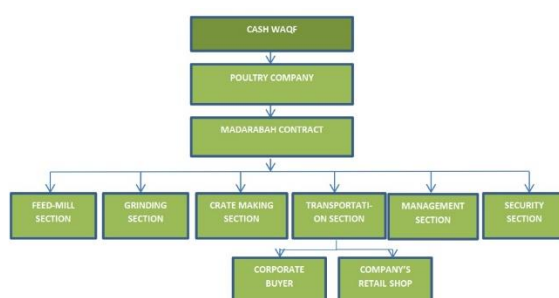 CASH WAQF
POULTRY COMPANY
MADARABAH CONTRACT
FEED-MILL
SECTION
GRINDING
SECTION
CRATE MAKING
SECTION
TRANSPORTATI-
ON SECTION
MANAGEMENT
SECTION
SECURITY
SECTION
CORPORATE
BUYER
COMPANY'S
RETAIL SHOP